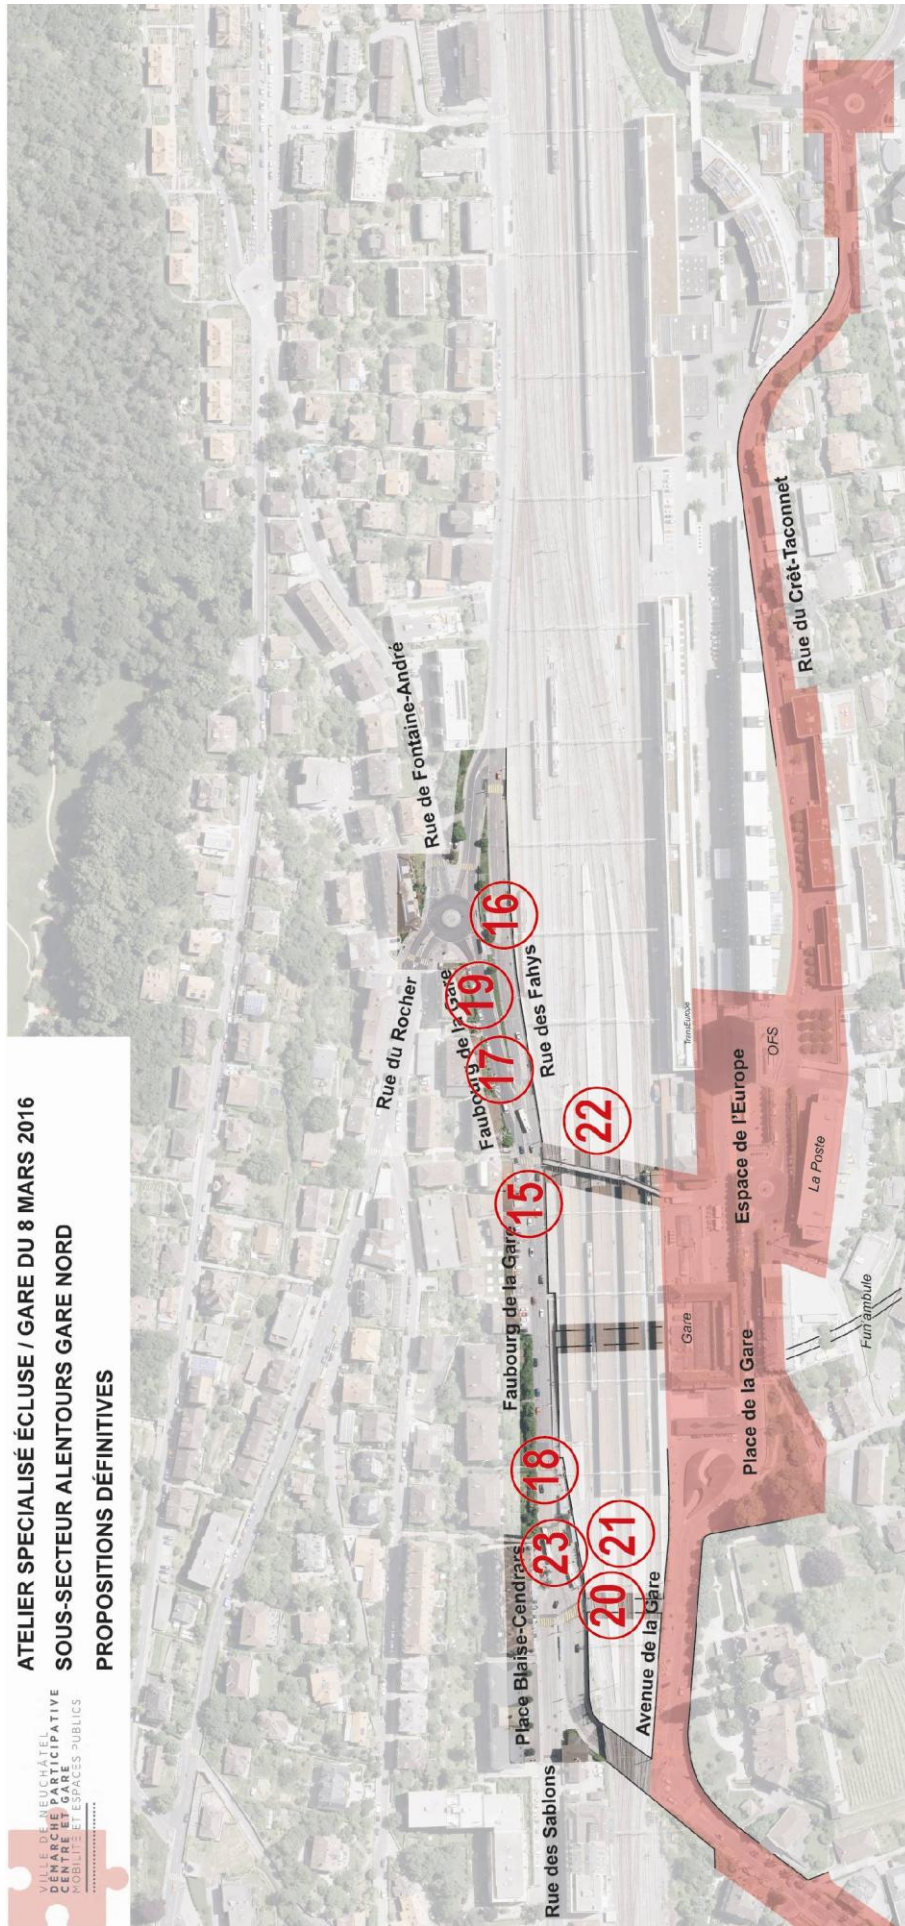 ATELIER SPECIALISÉ ÉCLUSE / GARE DU 8 MARS 2016
SOUS-SECTEUR ALENTOURS GARE NORD
PROPOSITIONS DÉFINITIVES
VILLE DE NEUCHÂTEL
DÉMARCHE PARTICIPATIVE
CENTRE ET GARE
MOBILITÉ ET ESPACES PUBLICS
Rue de Fontaine-André
Rue du Rocher
Faubourg de la Gare
16
19
17
Rue des Fahys
22
15
Faubourg de la Gare
18
23
Place Blaise-Cendrars
21
20
Rue des Sablons
Avenue de la Gare
Gare
Place de la Gare
Espace de l'Europe
TransEurope
OFS
La Poste
Fun'ambule
Rue du Crêt-Taconnet